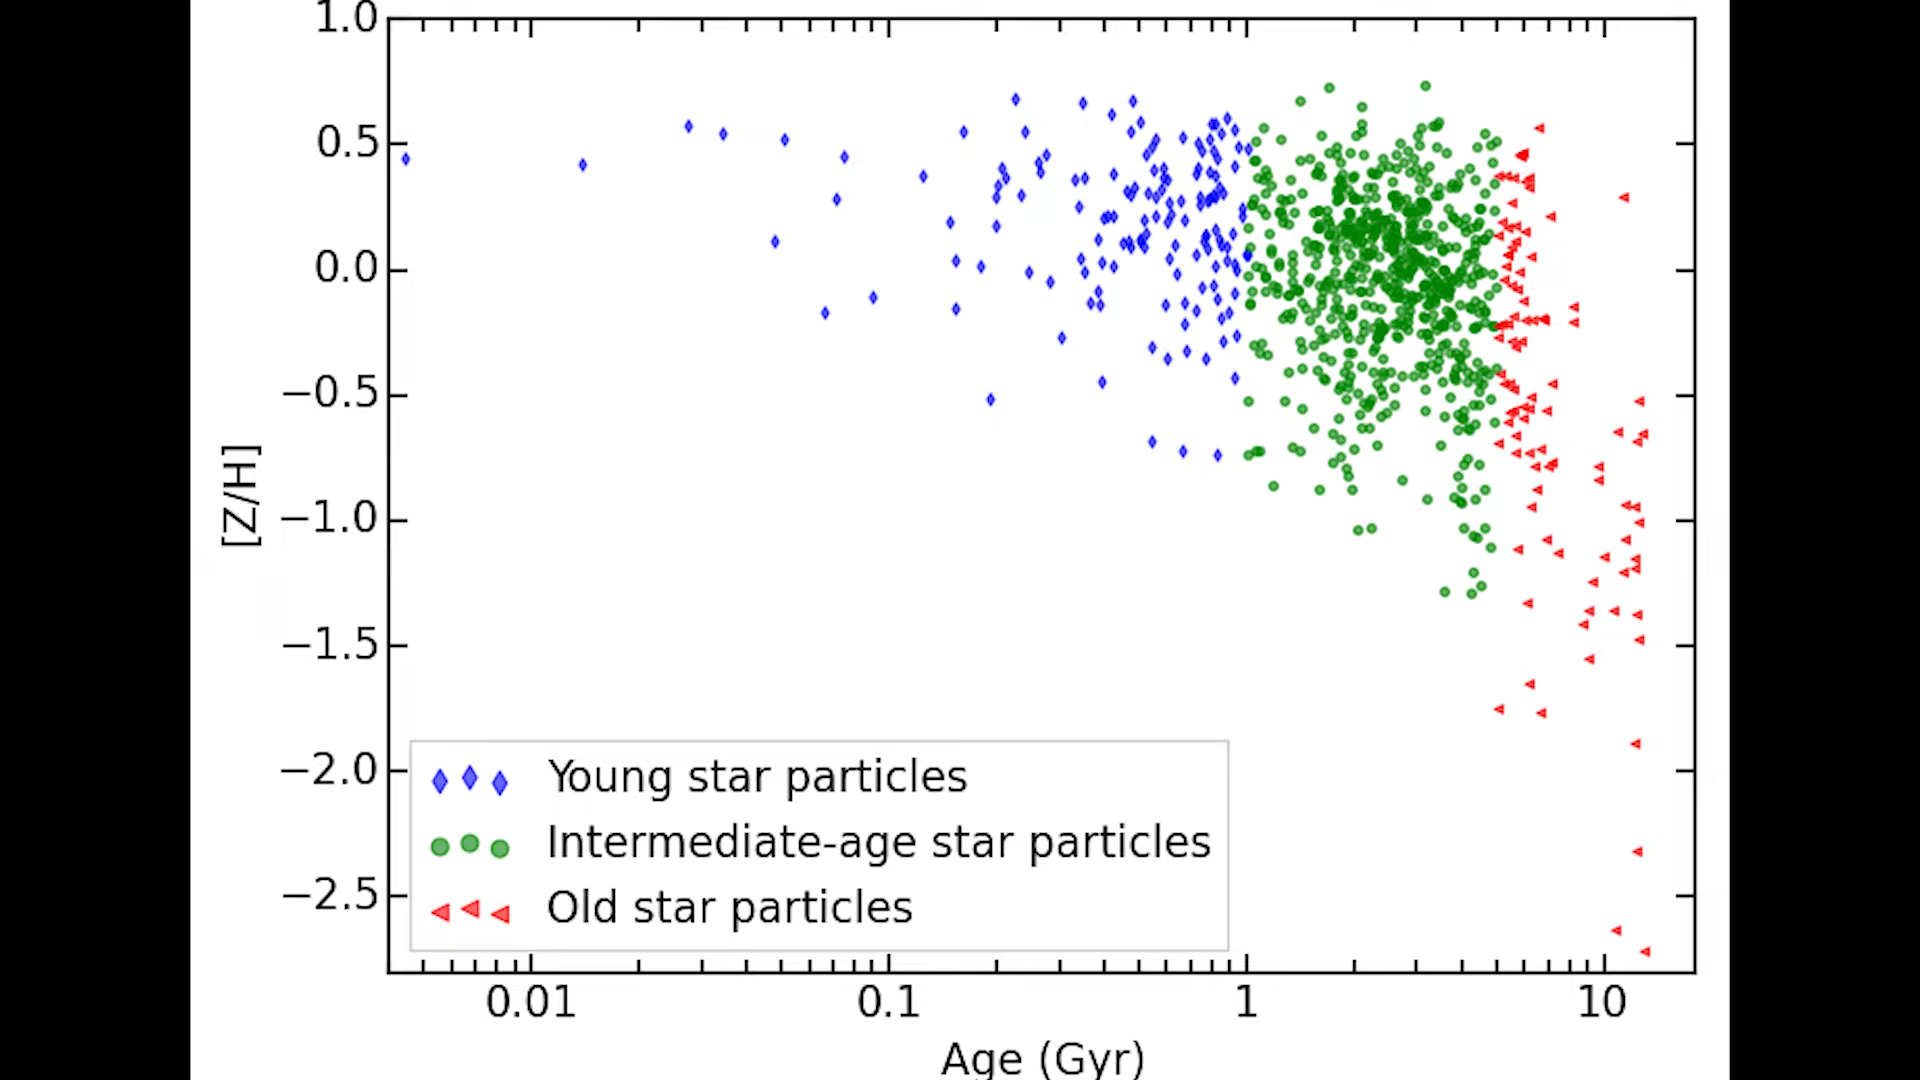 1.0
0.5
0.0
−0.5
−1.0
−1.5
−2.0
−2.5
[Z/H]
Young star particles
Intermediate-age star particles
Old star particles
0.01 0.1 1 10
Age (Gyr)